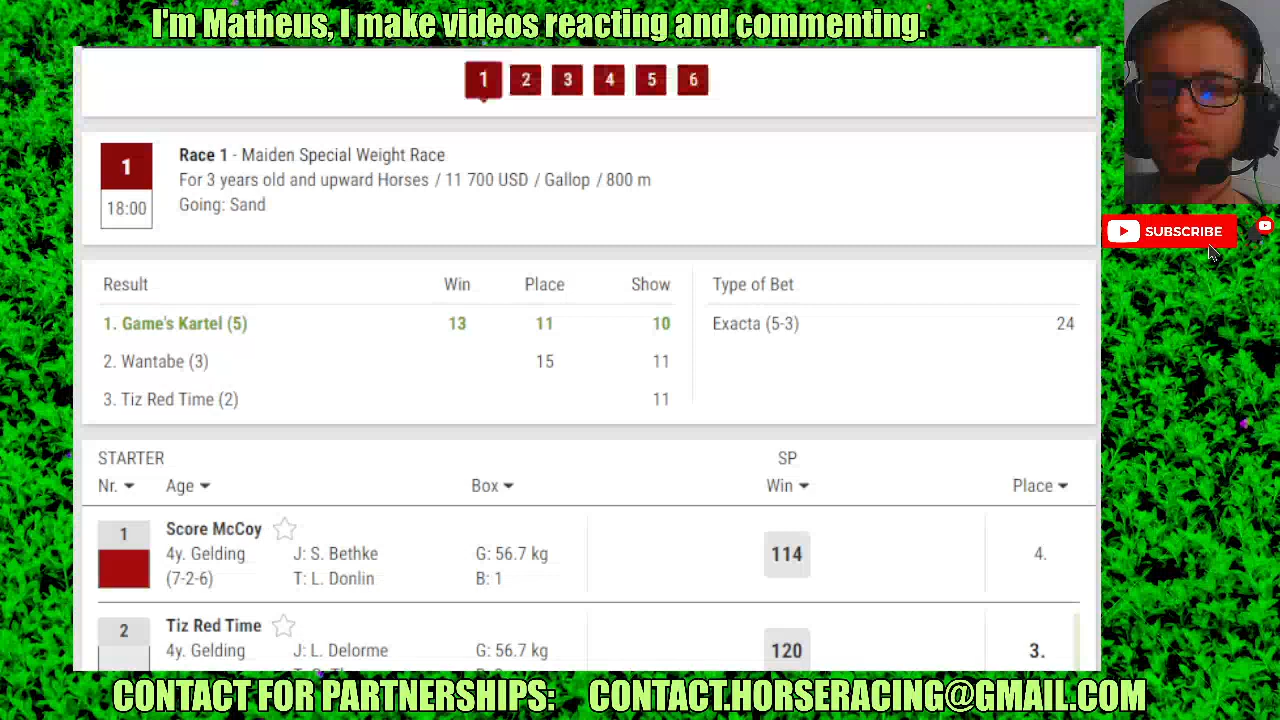 I'm Matheus, I make videos reacting and commenting.
1 2 3 4 5 6
1
18:00
Race 1 - Maiden Special Weight Race
For 3 years old and upward Horses / 11 700 USD / Gallop / 800 m
Going: Sand
SUBSCRIBE
Result Win Place Show Type of Bet
1. Game's Kartel (5) 13 11 10 Exacta (5-3) 24
2. Wantabe (3) 15 11
3. Tiz Red Time (2) 11
STARTER SP
Nr. Age Box Win Place
1 Score McCoy
4y. Gelding J: S. Bethke G: 56.7 kg 114 4.
(7-2-6) T: L. Donlin B: 1
2 Tiz Red Time
4y. Gelding J: L. Delorme G: 56.7 kg 120 3.
CONTACT FOR PARTNERSHIPS: CONTACT.HORSERACING@GMAIL.COM